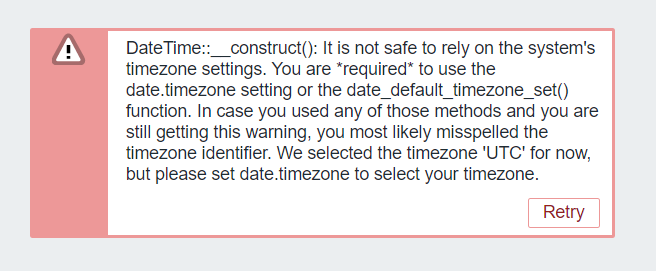 DateTime::__construct(): It is not safe to rely on the system's
timezone settings. You are *required* to use the
date.timezone setting or the date_default_timezone_set()
function. In case you used any of those methods and you are
still getting this warning, you most likely misspelled the
timezone identifier. We selected the timezone 'UTC' for now,
but please set date.timezone to select your timezone.
Retry